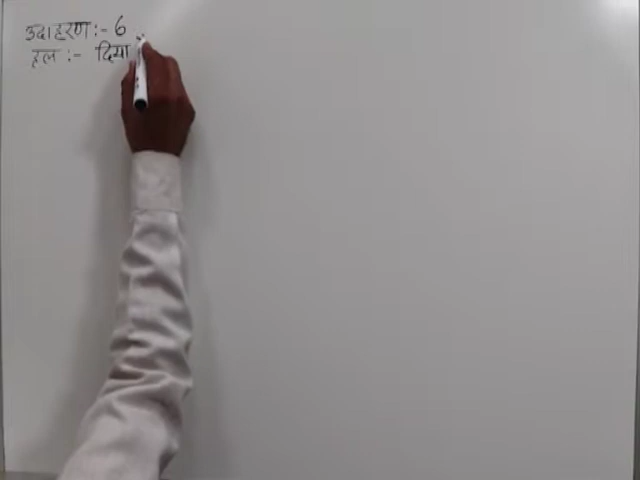 उदाहरण :- 6
हल :- दिया